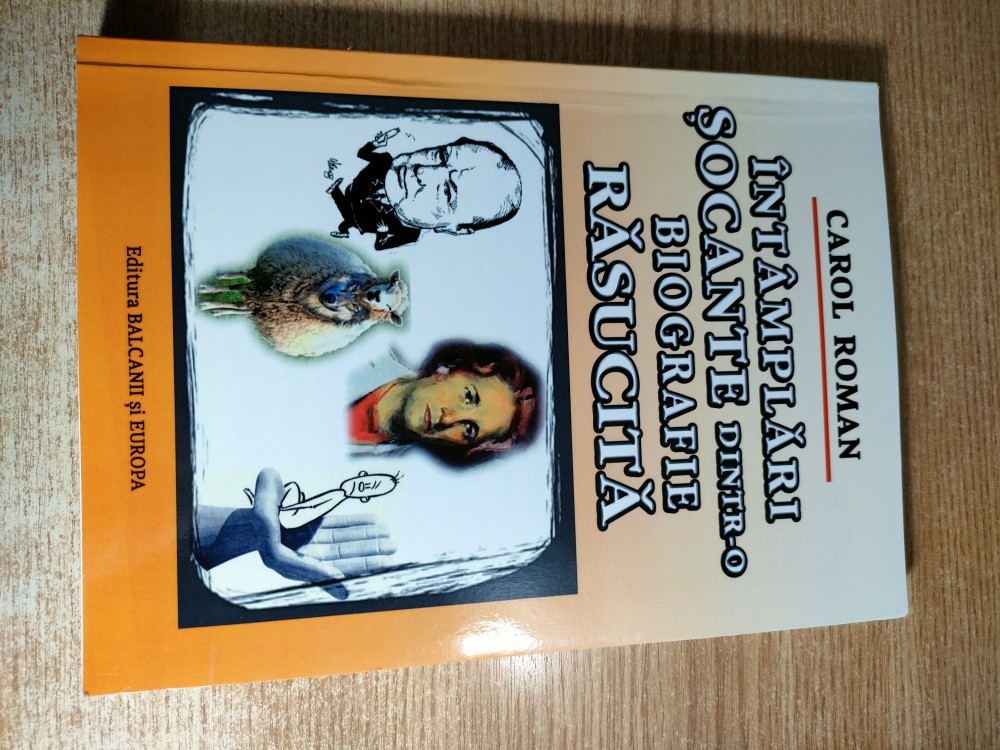 CAROL ROMAN
ÎNTÂMPLĂRI
ȘOCANTE DINTR-O
BIOGRAFIE
RĂSUCITĂ
Editura BALCANII și EUROPA